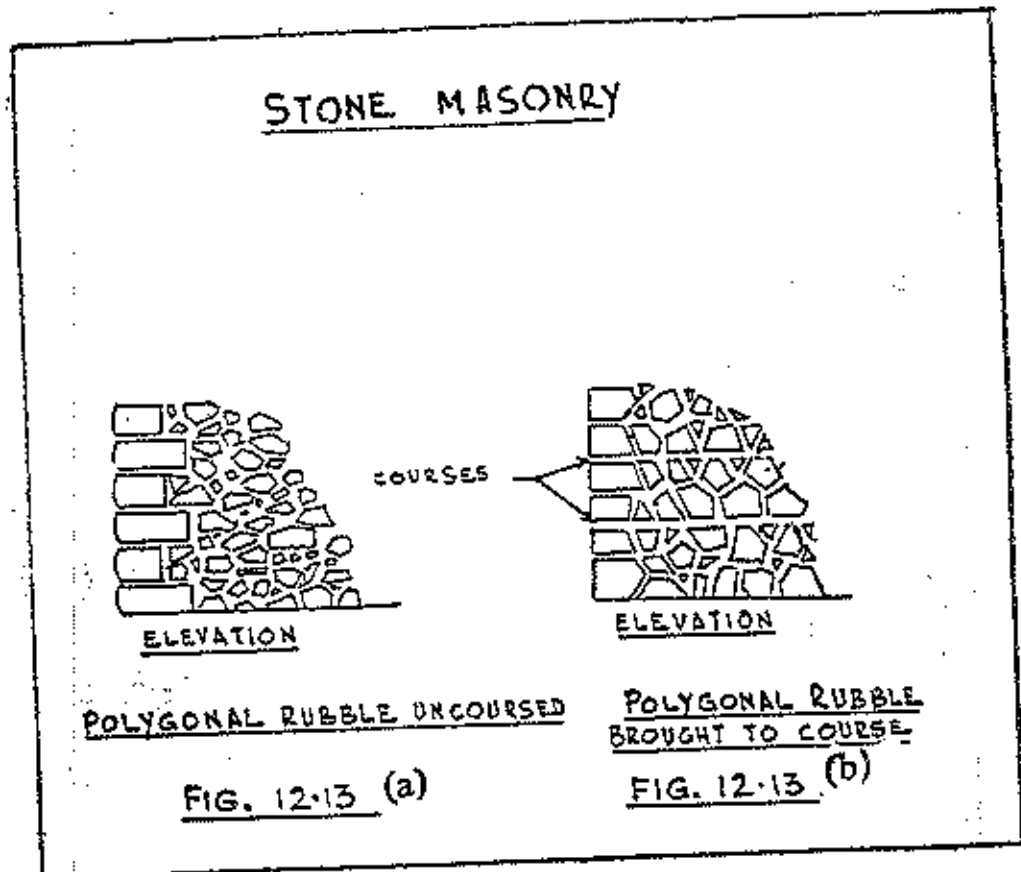 STONE MASONRY
COURSES
ELEVATION
ELEVATION
POLYGONAL RUBBLE UNCOURSED
POLYGONAL RUBBLE
BROUGHT TO COURSE
FIG. 12.13 (a)
FIG. 12.13 (b)